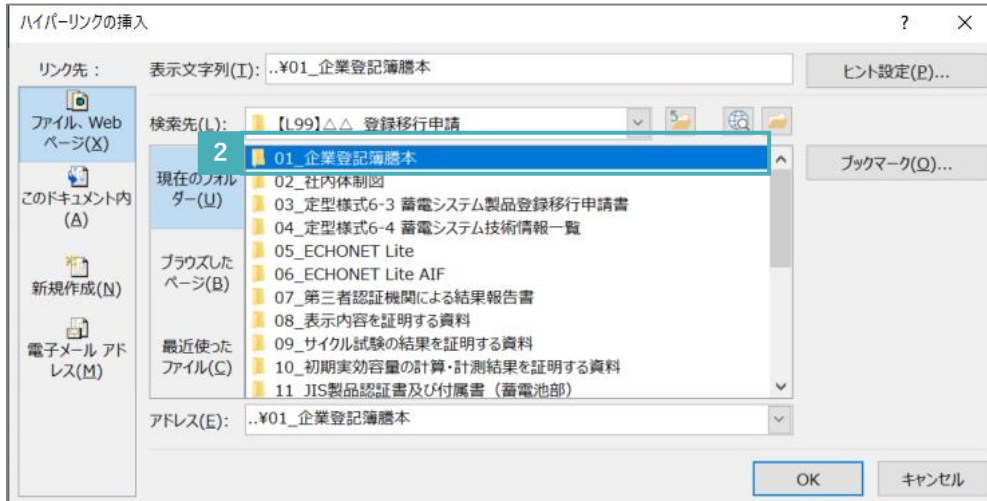 ハイパーリンクの挿入
? ×
リンク先：
表示文字列(T):
..¥01_企業登記簿謄本
ヒント設定(P)...
ファイル、Web
ページ(X)
検索先(L):
【L99】△△ 登録移行申請
2
現在のフォル
ダー(U)
01_企業登記簿謄本
02_社内体制図
03_定型様式6-3 蓄電システム製品登録移行申請書
04_定型様式6-4 蓄電システム技術情報一覧
05_ECHONET Lite
06_ECHONET Lite AIF
07_第三者認証機関による結果報告書
08_表示内容を証明する資料
09_サイクル試験の結果を証明する資料
10_初期実効容量の計算・計測結果を証明する資料
11_JIS製品認証書及び付属書（蓄電池部）
ブックマーク(O)...
このドキュメント内
(A)
ブラウズした
ページ(B)
新規作成(N)
最近使った
ファイル(C)
電子メール アド
レス(M)
アドレス(E):
..¥01_企業登記簿謄本
OK
キャンセル